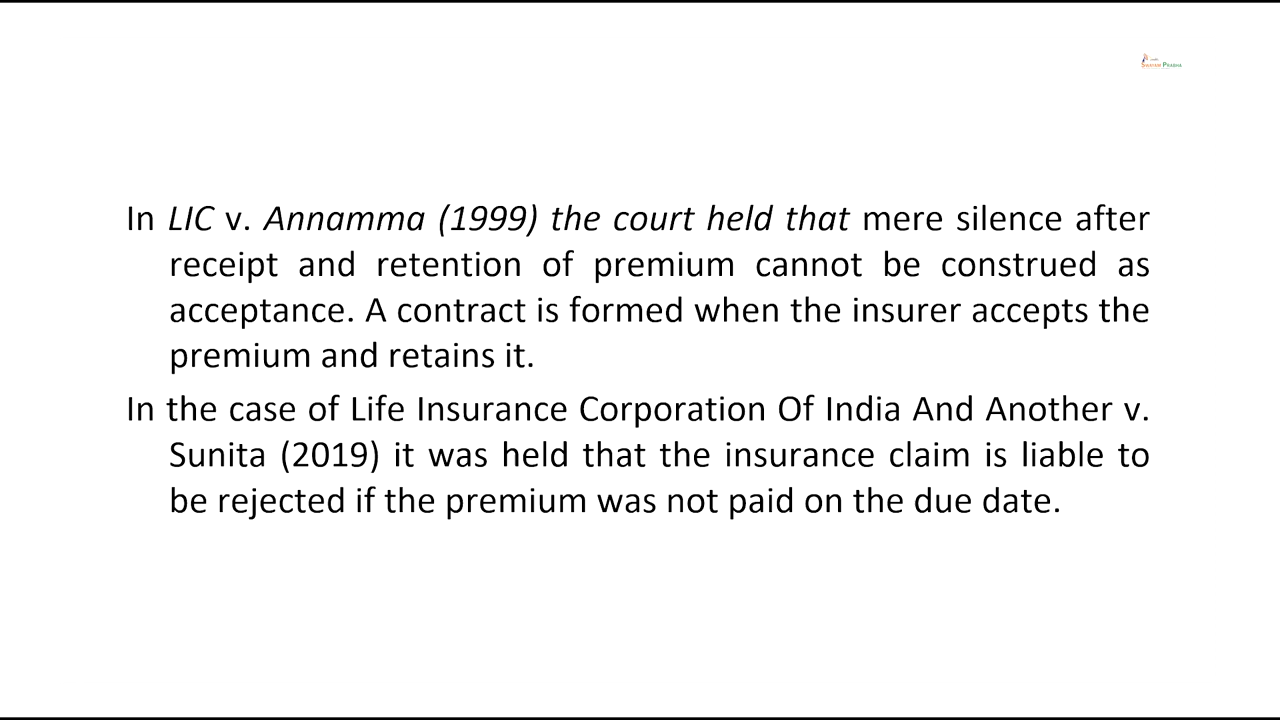 SWAYAM PRABHA
In LIC v. Annamma (1999) the court held that mere silence after
receipt and retention of premium cannot be construed as
acceptance. A contract is formed when the insurer accepts the
premium and retains it.
In the case of Life Insurance Corporation Of India And Another v.
Sunita (2019) it was held that the insurance claim is liable to
be rejected if the premium was not paid on the due date.